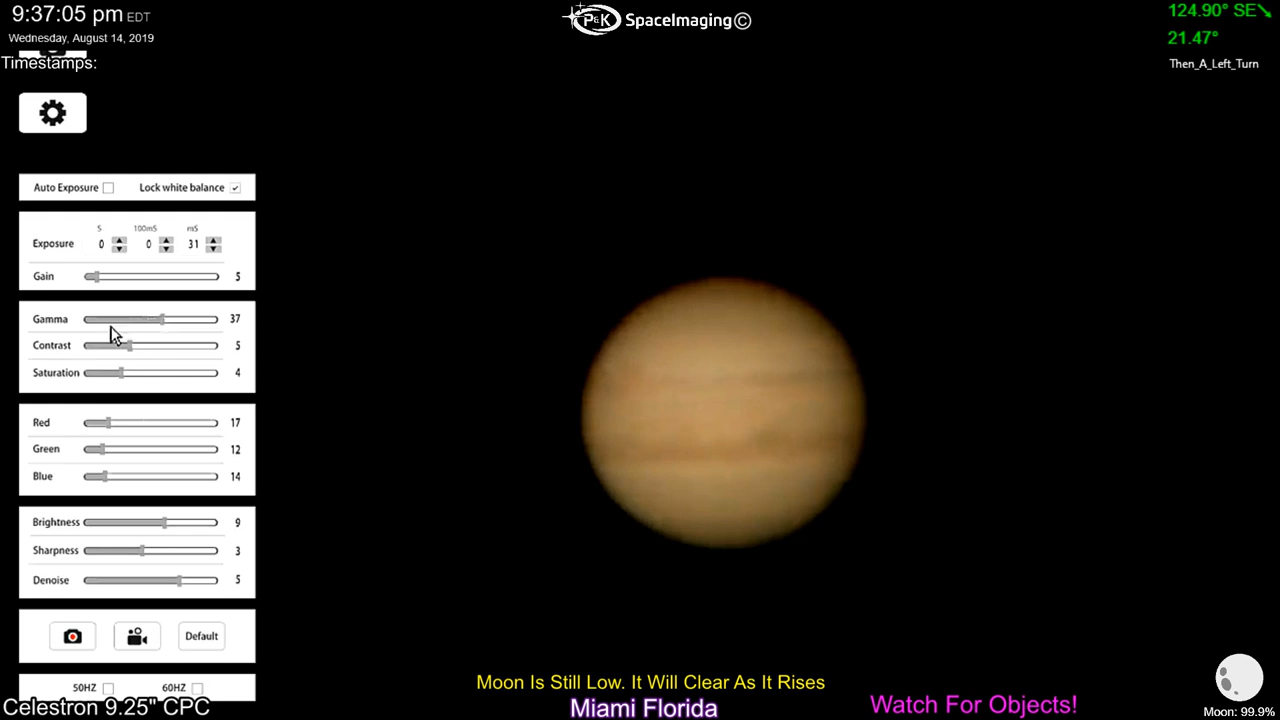 9:37:05 pm EDT
Wednesday, August 14, 2019
Timestamps:
P&K SpaceImaging©
124.90° SE↘
21.47°
Then_A_Left_Turn
Auto Exposure Lock white balance
S 100mS mS
Exposure 0 0 31
Gain 5
Gamma 37
Contrast 5
Saturation 4
Red 17
Green 12
Blue 14
Brightness 9
Sharpness 3
Denoise 5
Default
50HZ 60HZ
Celestron 9.25" CPC
Moon Is Still Low. It Will Clear As It Rises
Miami Florida
Watch For Objects!
Moon: 99.9%